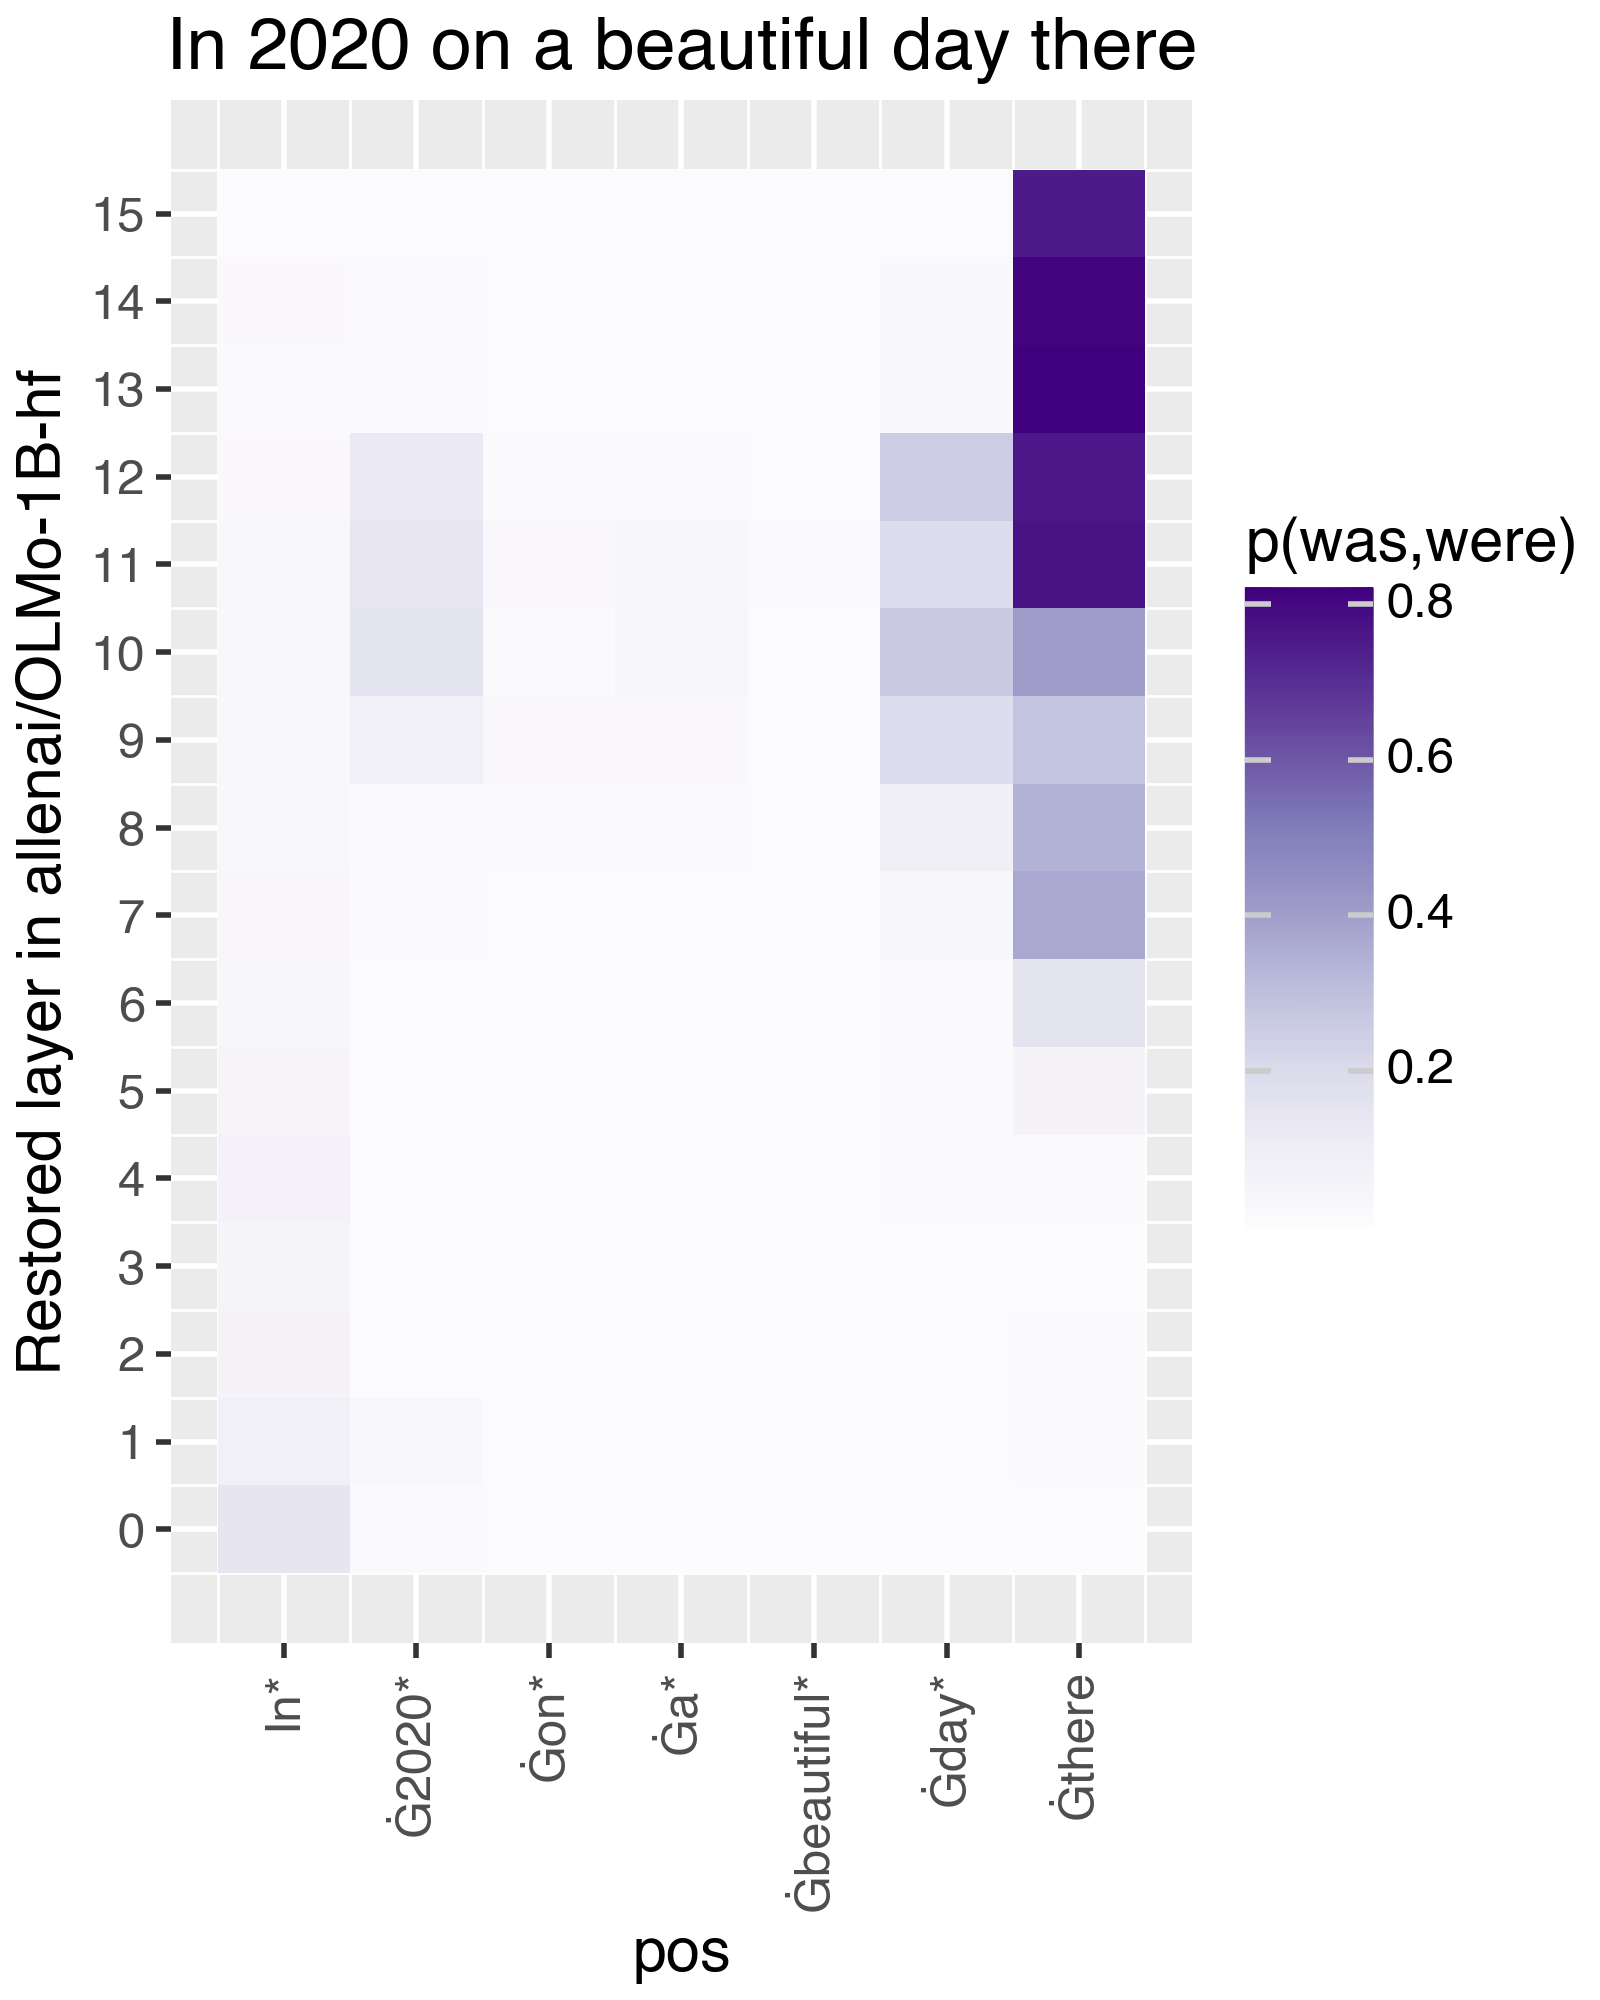 In 2020 on a beautiful day there
Restored layer in allenai/OLMo-1B-hf
15
14
13
12
11
10
9
8
7
6
5
4
3
2
1
0
In*
Ġ2020*
Ġon*
Ġa*
Ġbeautiful*
Ġday*
Ġthere
pos
p(was,were)
0.8
0.6
0.4
0.2